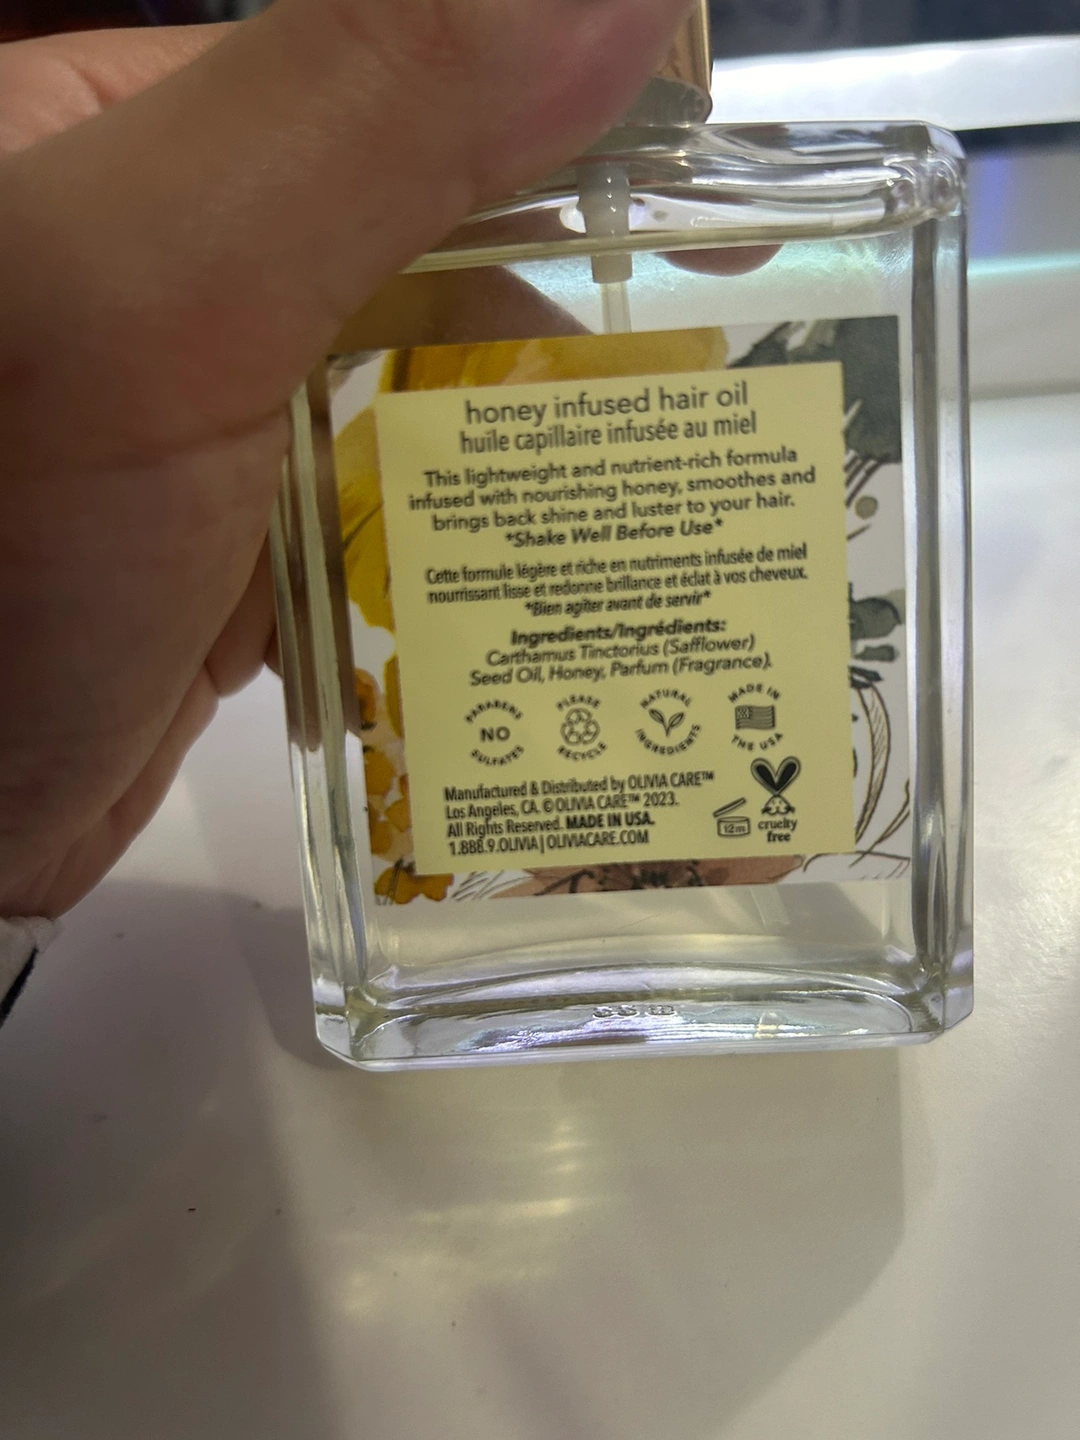 honey infused hair oil
huile capillaire infusée au miel
This lightweight and nutrient-rich formula
infused with nourishing honey, smoothes and
brings back shine and luster to your hair.
*Shake Well Before Use*
Cette formule légère et riche en nutriments infusée de miel
nourrissant lisse et redonne brillance et éclat à vos cheveux.
*Bien agiter avant de servir*
Ingredients/Ingrédients:
Carthamus Tinctorius (Safflower)
Seed Oil, Honey, Parfum (Fragrance).
PARABENS
NO
SULFATES
PLEASE
RECYCLE
NATURAL
INGREDIENTS
MADE IN
THE USA
Manufactured & Distributed by OLIVIA CARE™
Los Angeles, CA. © OLIVIA CARE™ 2023.
All Rights Reserved. MADE IN USA.
1.888.9.OLIVIA | OLIVIACARE.COM
12m
cruelty
free